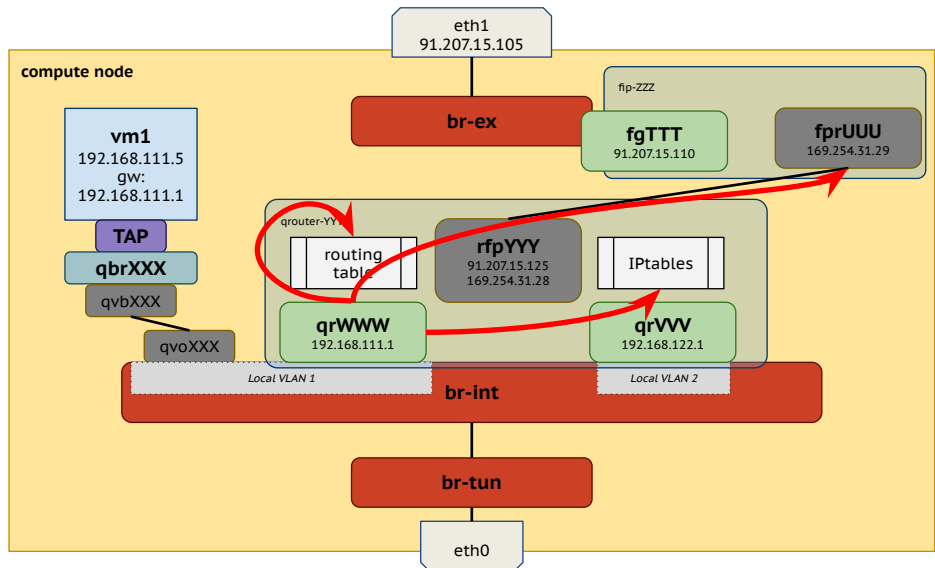 eth1
91.207.15.105
compute node
fip-ZZZ
br-ex
fgTTT
91.207.15.110
fprUUU
169.254.31.29
vm1
192.168.111.5
gw:
192.168.111.1
TAP
qbrXXX
qvbXXX
qvoXXX
routing
table
rfpYYY
91.207.15.125
169.254.31.28
IPtables
qrWWW
192.168.111.1
qrVVV
192.168.122.1
Local VLAN 1
Local VLAN 2
br-int
br-tun
eth0